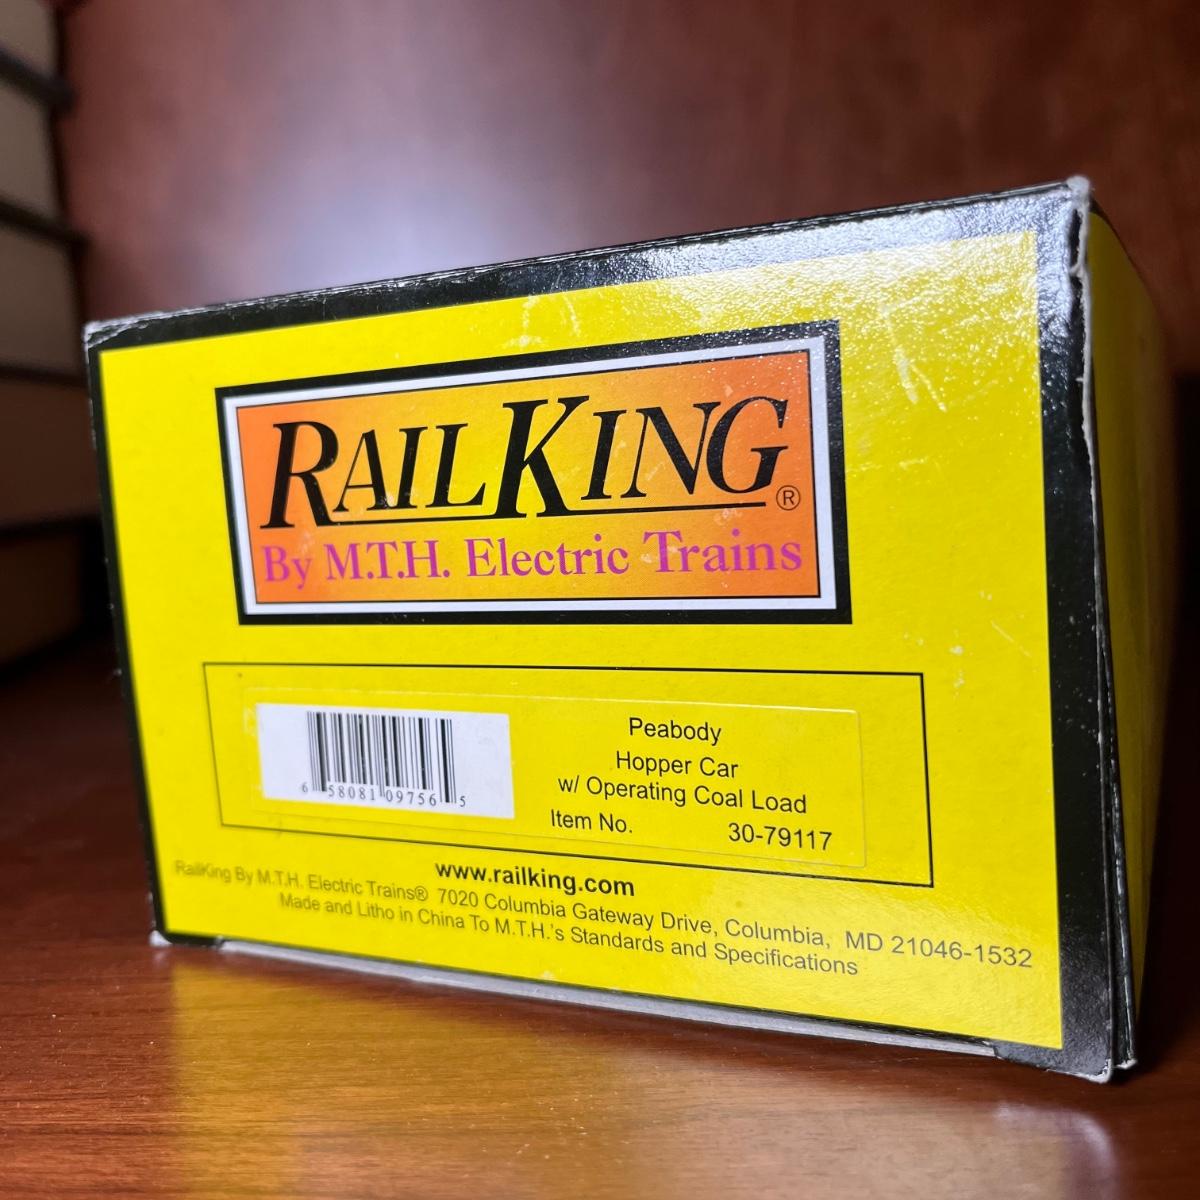 RAILKING®
By M.T.H. Electric Trains
Peabody
Hopper Car
w/ Operating Coal Load
Item No. 30-79117
6 58081 09756 5
www.railking.com
RailKing By M.T.H. Electric Trains® 7020 Columbia Gateway Drive, Columbia, MD 21046-1532
Made and Litho in China To M.T.H.'s Standards and Specifications